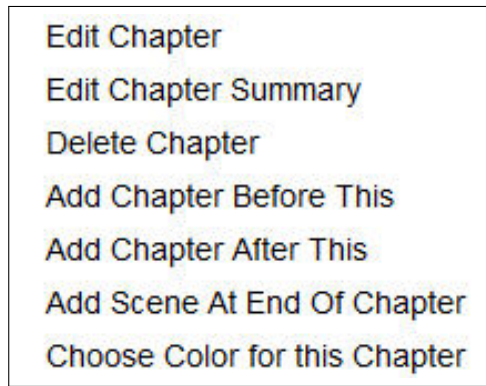 Edit Chapter
Edit Chapter Summary
Delete Chapter
Add Chapter Before This
Add Chapter After This
Add Scene At End Of Chapter
Choose Color for this Chapter